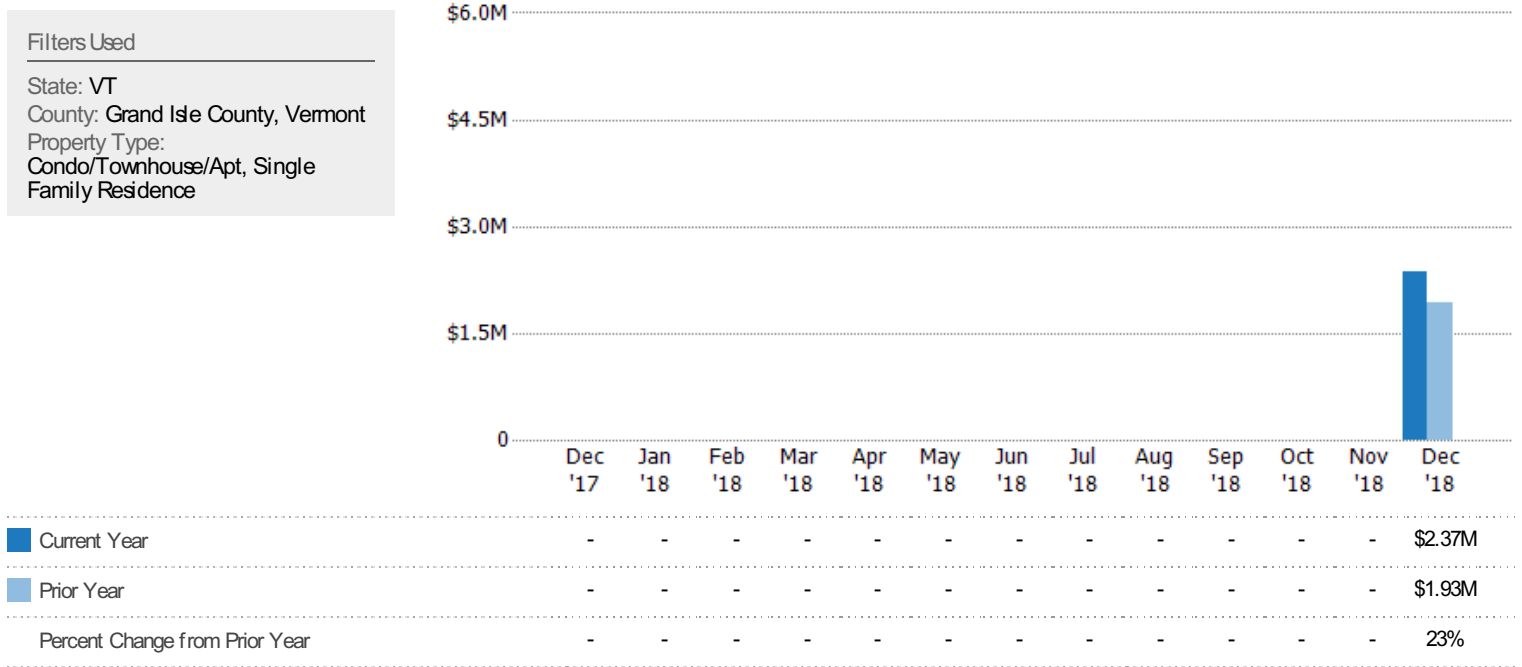 Filters Used
State: VT
County: Grand Isle County, Vermont
Property Type:
Condo/Townhouse/Apt, Single
Family Residence
$6.0M
$4.5M
$3.0M
$1.5M
0
Dec Jan Feb Mar Apr May Jun Jul Aug Sep Oct Nov Dec
'17 '18 '18 '18 '18 '18 '18 '18 '18 '18 '18 '18 '18
Current Year - - - - - - - - - - - - $2.37M
Prior Year - - - - - - - - - - - - $1.93M
Percent Change from Prior Year - - - - - - - - - - - - 23%